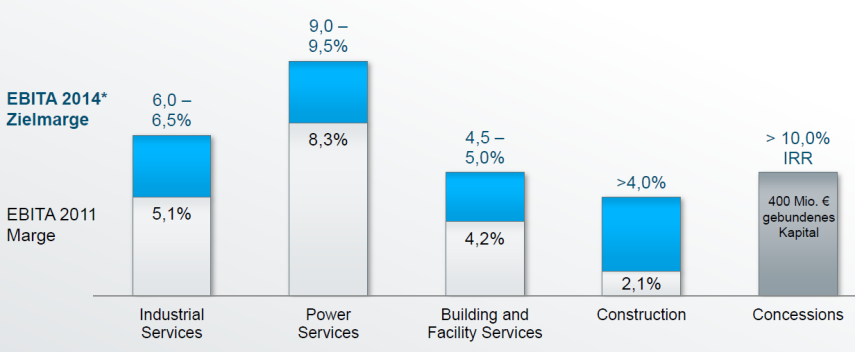 9,0 –
9,5%
EBITA 2014*
Zielmarge
6,0 –
6,5%
4,5 –
5,0%
> 10,0%
IRR
8,3%
>4,0%
400 Mio. €
gebundenes
Kapital
EBITA 2011
Marge
5,1%
4,2%
2,1%
Industrial
Services
Power
Services
Building and
Facility Services
Construction
Concessions